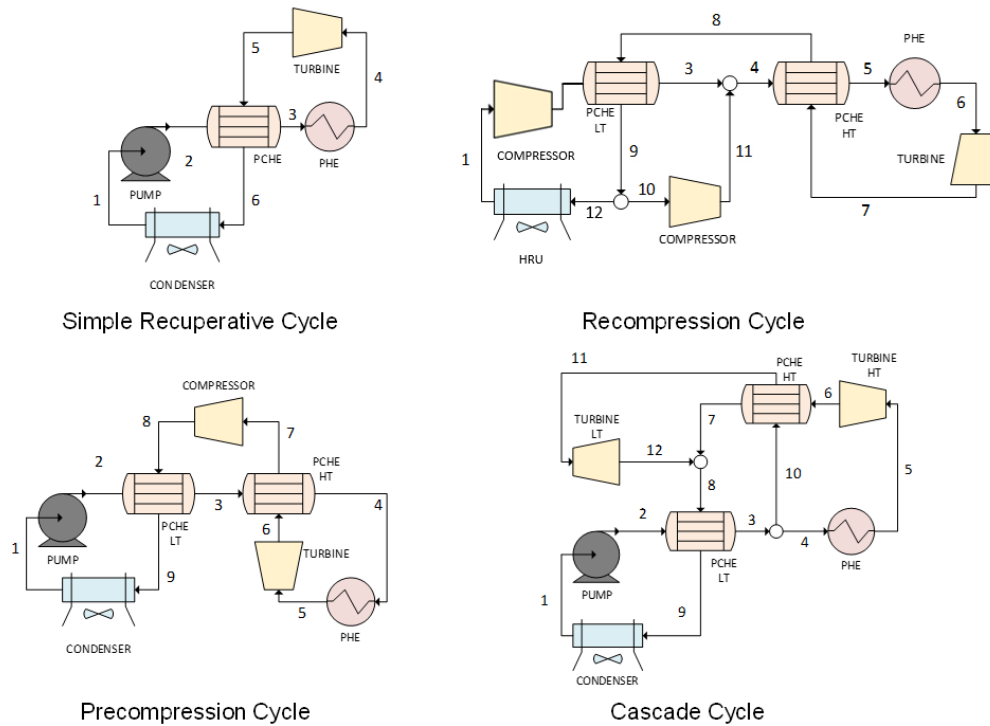 5
TURBINE
4
3
PCHE
PHE
2
PUMP
1
6
CONDENSER
Simple Recuperative Cycle
8
PHE
3
4
5
6
PCHE
LT
PCHE
HT
COMPRESSOR
TURBINE
1
9
11
10
12
7
COMPRESSOR
HRU
Recompression Cycle
COMPRESSOR
8
7
2
PCHE
HT
3
4
6
PCHE
LT
TURBINE
1
PUMP
9
5
PHE
CONDENSER
Precompression Cycle
11
PCHE
HT
TURBINE
HT
6
7
TURBINE
LT
12
10
5
8
2
3
4
PUMP
PCHE
LT
PHE
1
9
CONDENSER
Cascade Cycle